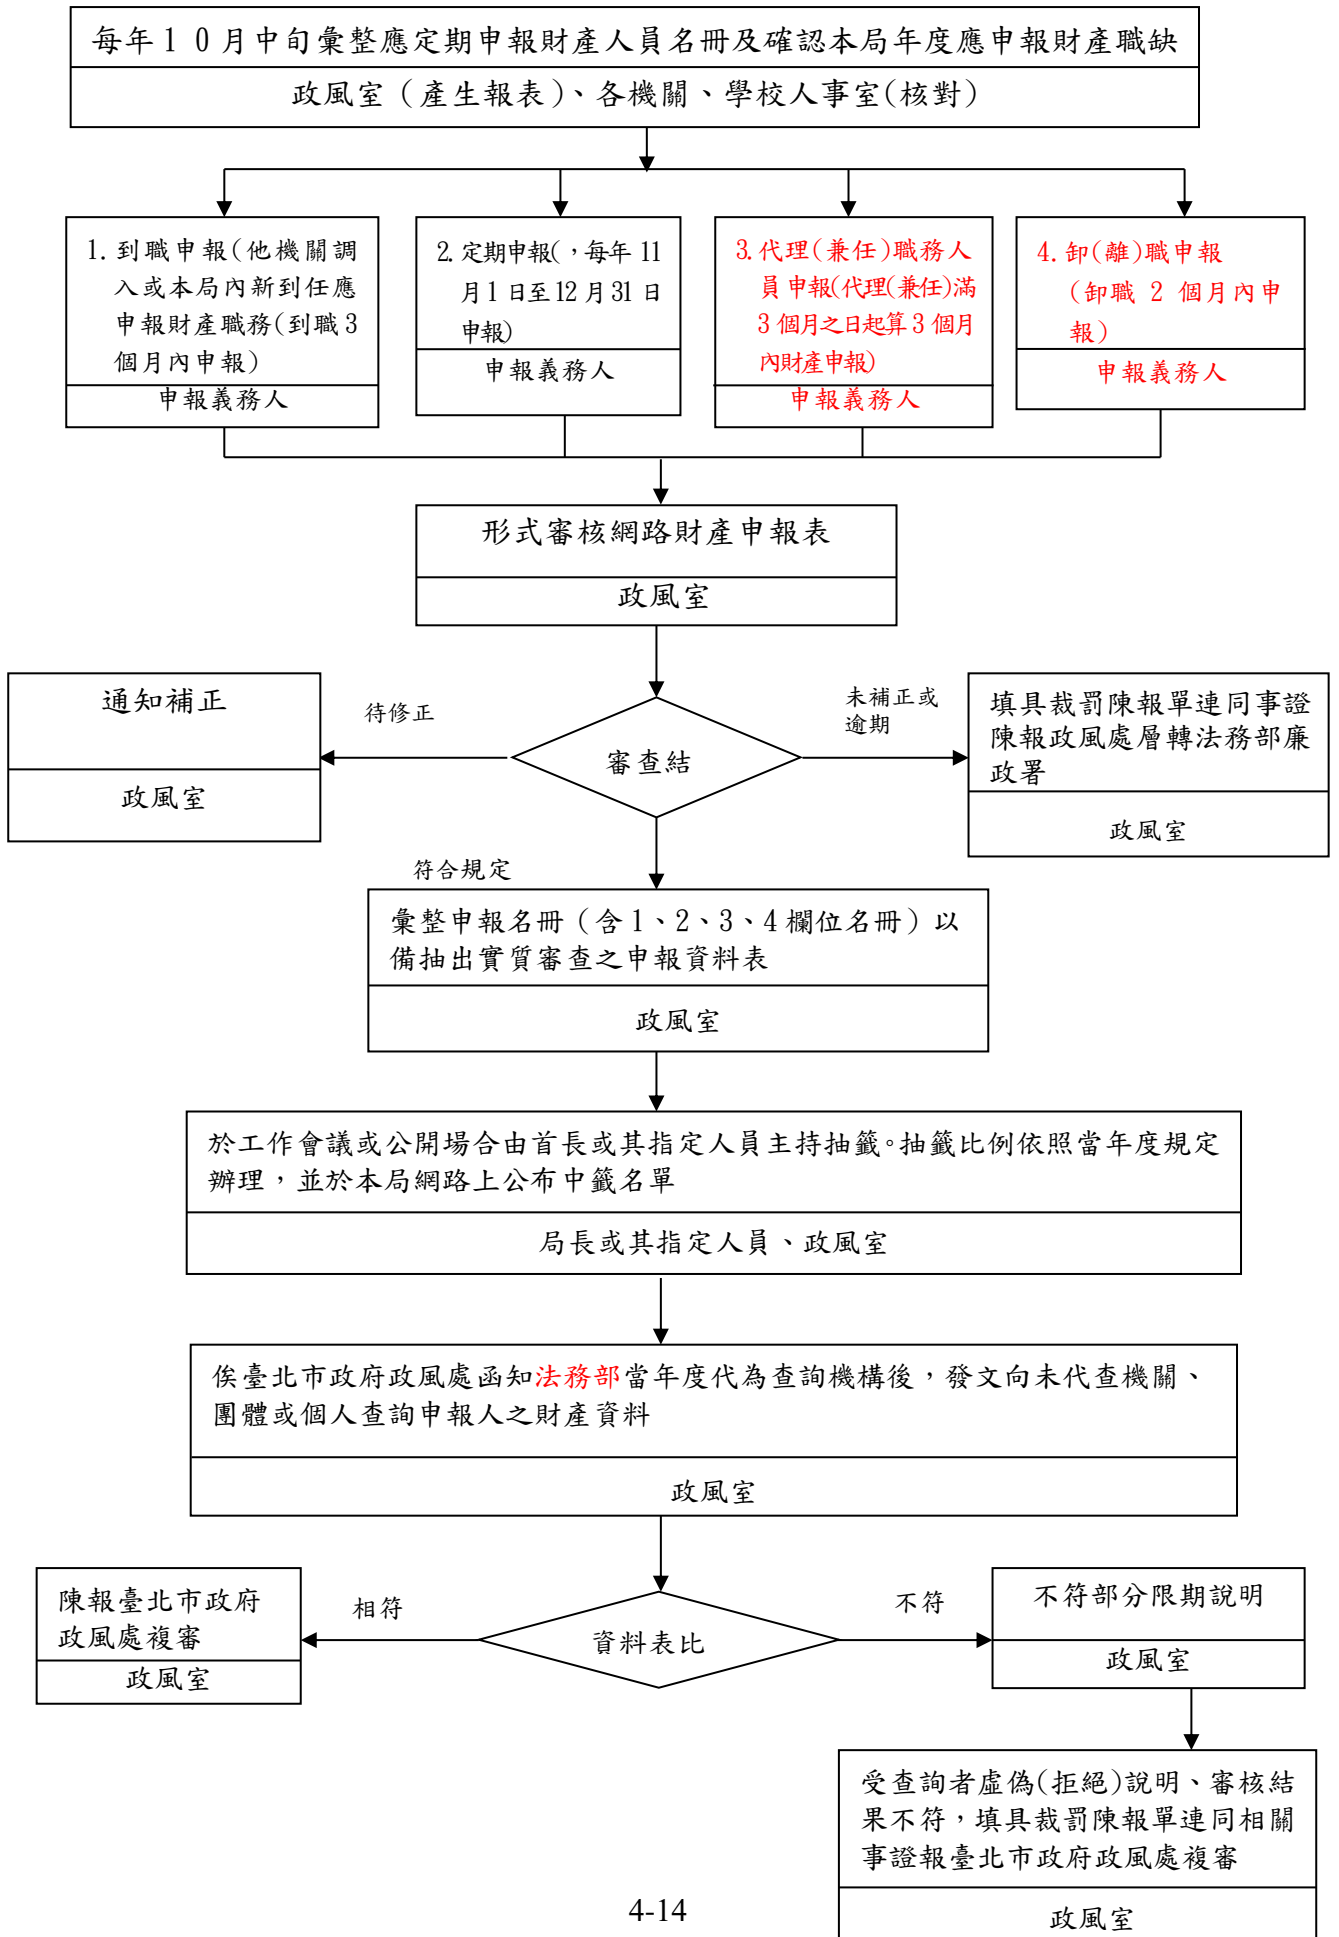 每年10月中旬彙整應定期申報財產人員名冊及確認本局年度應申報財產職缺
政風室（產生報表）、各機關、學校人事室(核對)
1. 到職申報(他機關調
入或本局內新到任應
申報財產職務(到職3
個月內申報)
申報義務人
2. 定期申報(，每年11
月1日至12月31日
申報)
申報義務人
3. 代理(兼任)職務人
員申報(代理(兼任)滿
3個月之日起算3個月
內財產申報)
申報義務人
4. 卸(離)職申報
(卸職 2 個月內申
報)
申報義務人
形式審核網路財產申報表
政風室
通知補正
政風室
待修正
審查結
未補正或
逾期
填具裁罰陳報單連同事證
陳報政風處層轉法務部廉
政署
政風室
符合規定
彙整申報名冊（含1、2、3、4欄位名冊）以
備抽出實質審查之申報資料表
政風室
於工作會議或公開場合由首長或其指定人員主持抽籤。抽籤比例依照當年度規定
辦理，並於本局網路上公布中籤名單
局長或其指定人員、政風室
俟臺北市政府政風處函知法務部當年度代為查詢機構後，發文向未代查機關、
團體或個人查詢申報人之財產資料
政風室
陳報臺北市政府
政風處複審
政風室
相符
資料表比
不符
不符部分限期說明
政風室
受查詢者虛偽(拒絕)說明、審核結
果不符，填具裁罰陳報單連同相關
事證報臺北市政府政風處複審
政風室
4-14